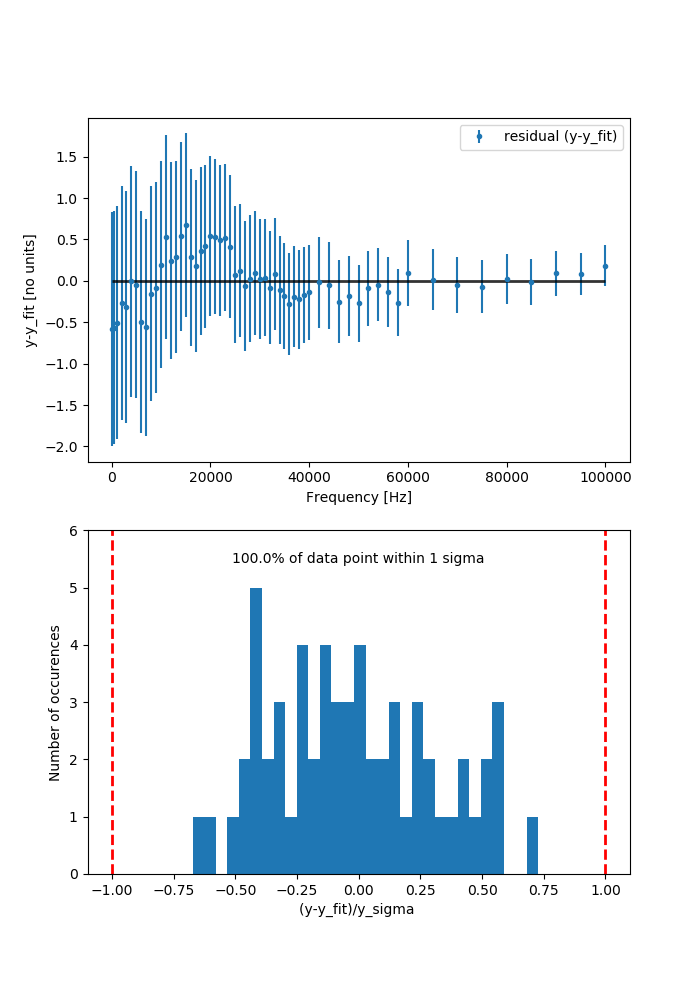 residual (y-y_fit)
1.5
1.0
0.5
0.0
−0.5
−1.0
−1.5
−2.0
y-y_fit [no units]
0 20000 40000 60000 80000 100000
Frequency [Hz]
100.0% of data point within 1 sigma
6
5
4
3
2
1
0
Number of occurences
−1.00 −0.75 −0.50 −0.25 0.00 0.25 0.50 0.75 1.00
(y-y_fit)/y_sigma